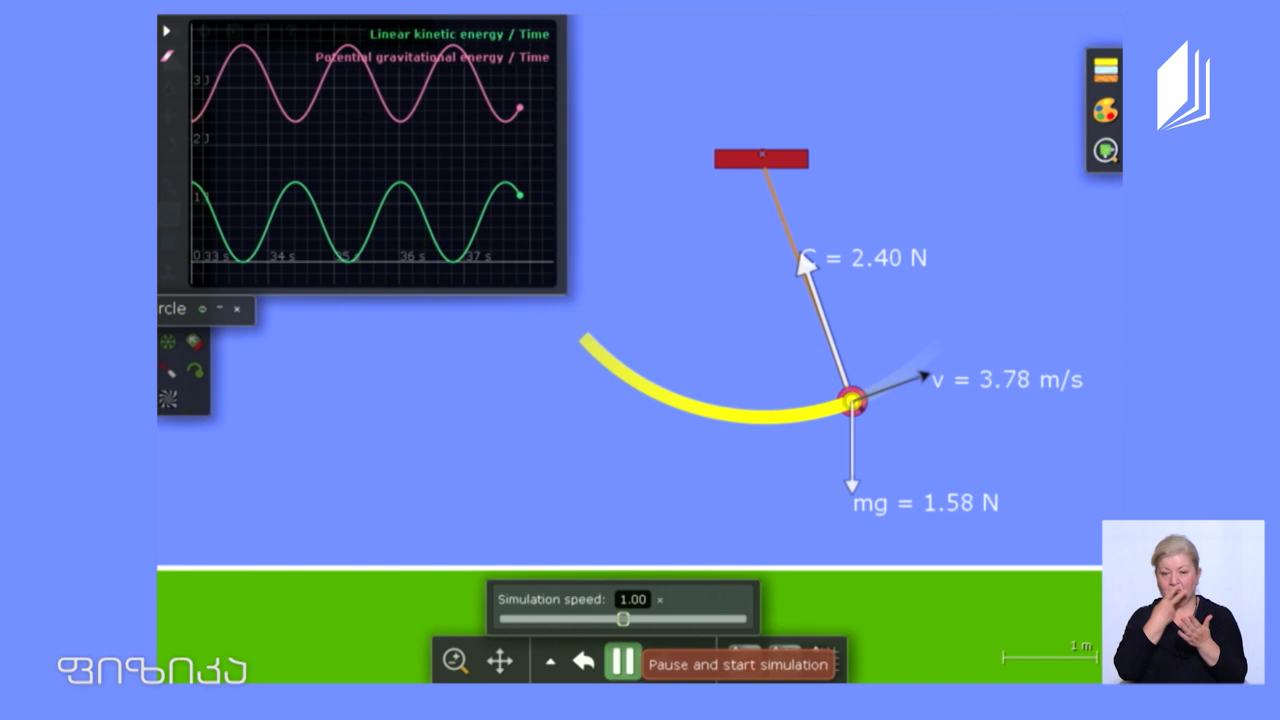 Linear kinetic energy / Time
Potential gravitational energy / Time
3 J
2 J
1 J
0.33 s 34 s 35 s 36 s 37 s
rcle
= 2.40 N
v = 3.78 m/s
mg = 1.58 N
Simulation speed: 1.00 ×
Pause and start simulation
1 m
ფიზიკა